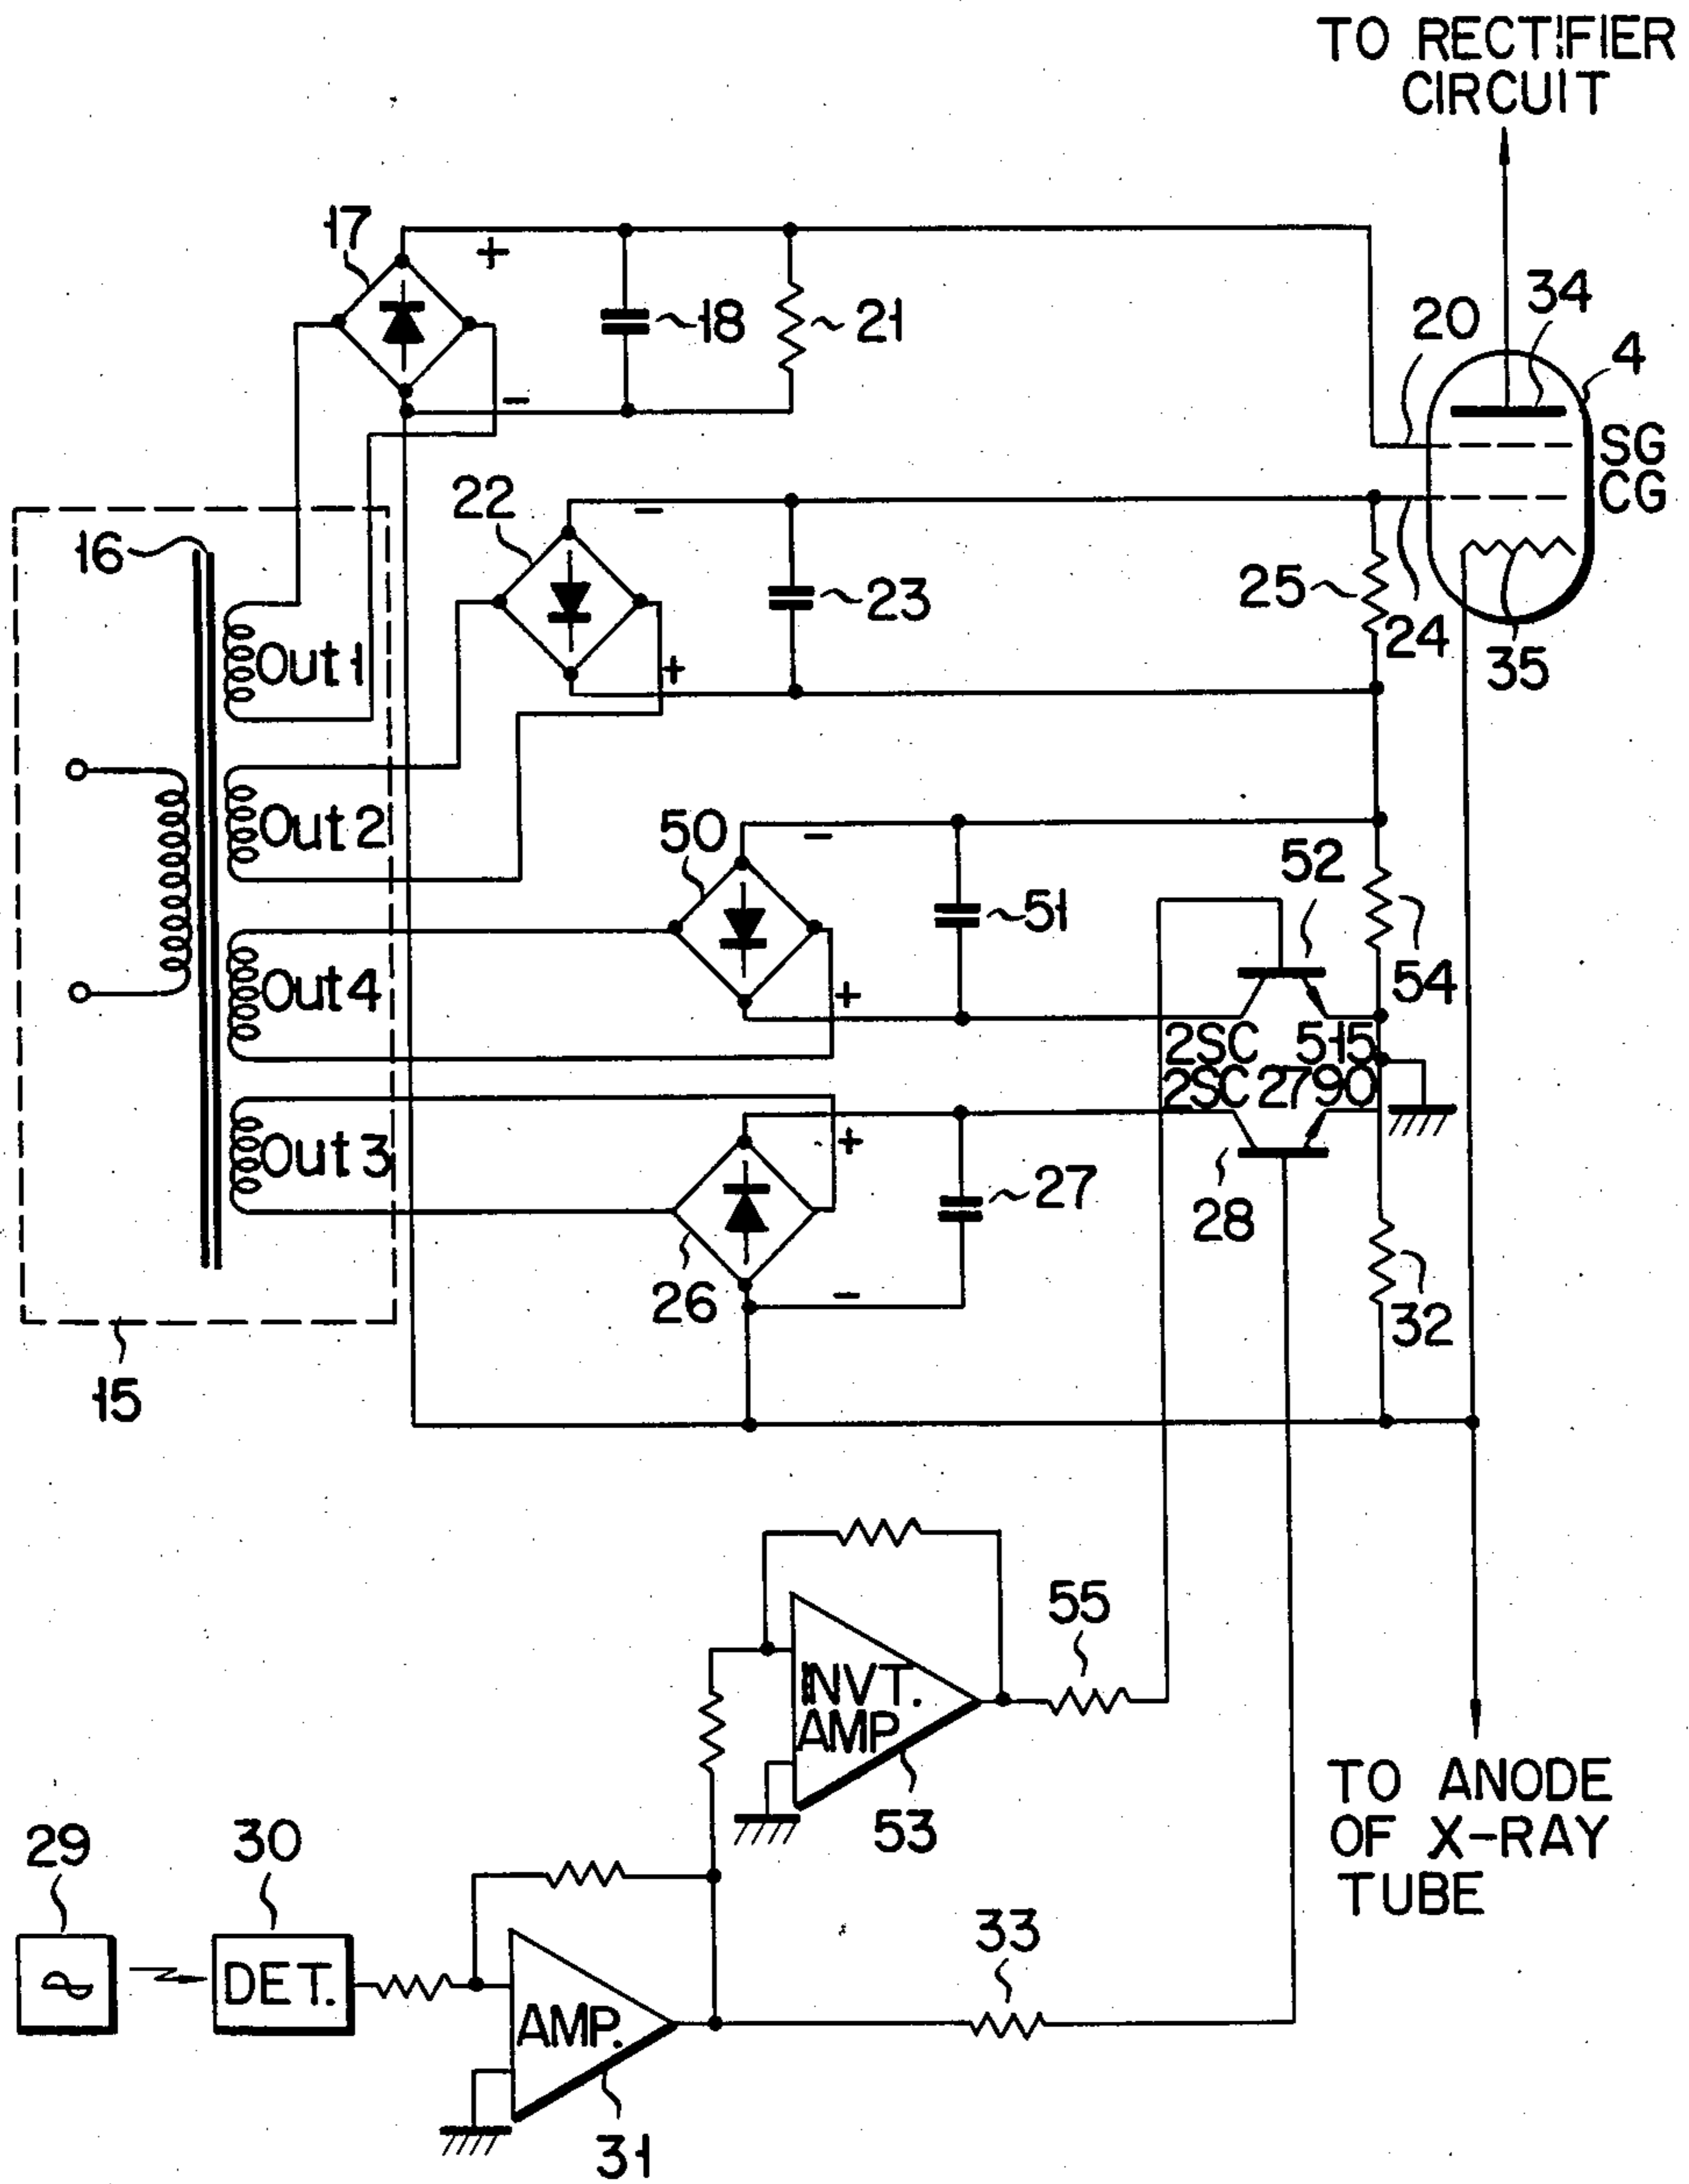 TO RECTIFIER
CIRCUIT
17
+
18
21
20
34
4
-
SG
CG
22
-
16
23
25
24
35
Out 1
+
Out 2
50
-
52
51
54
Out 4
+
2SC 515
2SC 2790
Out 3
+
27
28
26
-
32
15
55
INVT.
AMP.
53
TO ANODE
OF X-RAY
TUBE
29
30
33
DET.
AMP.
31